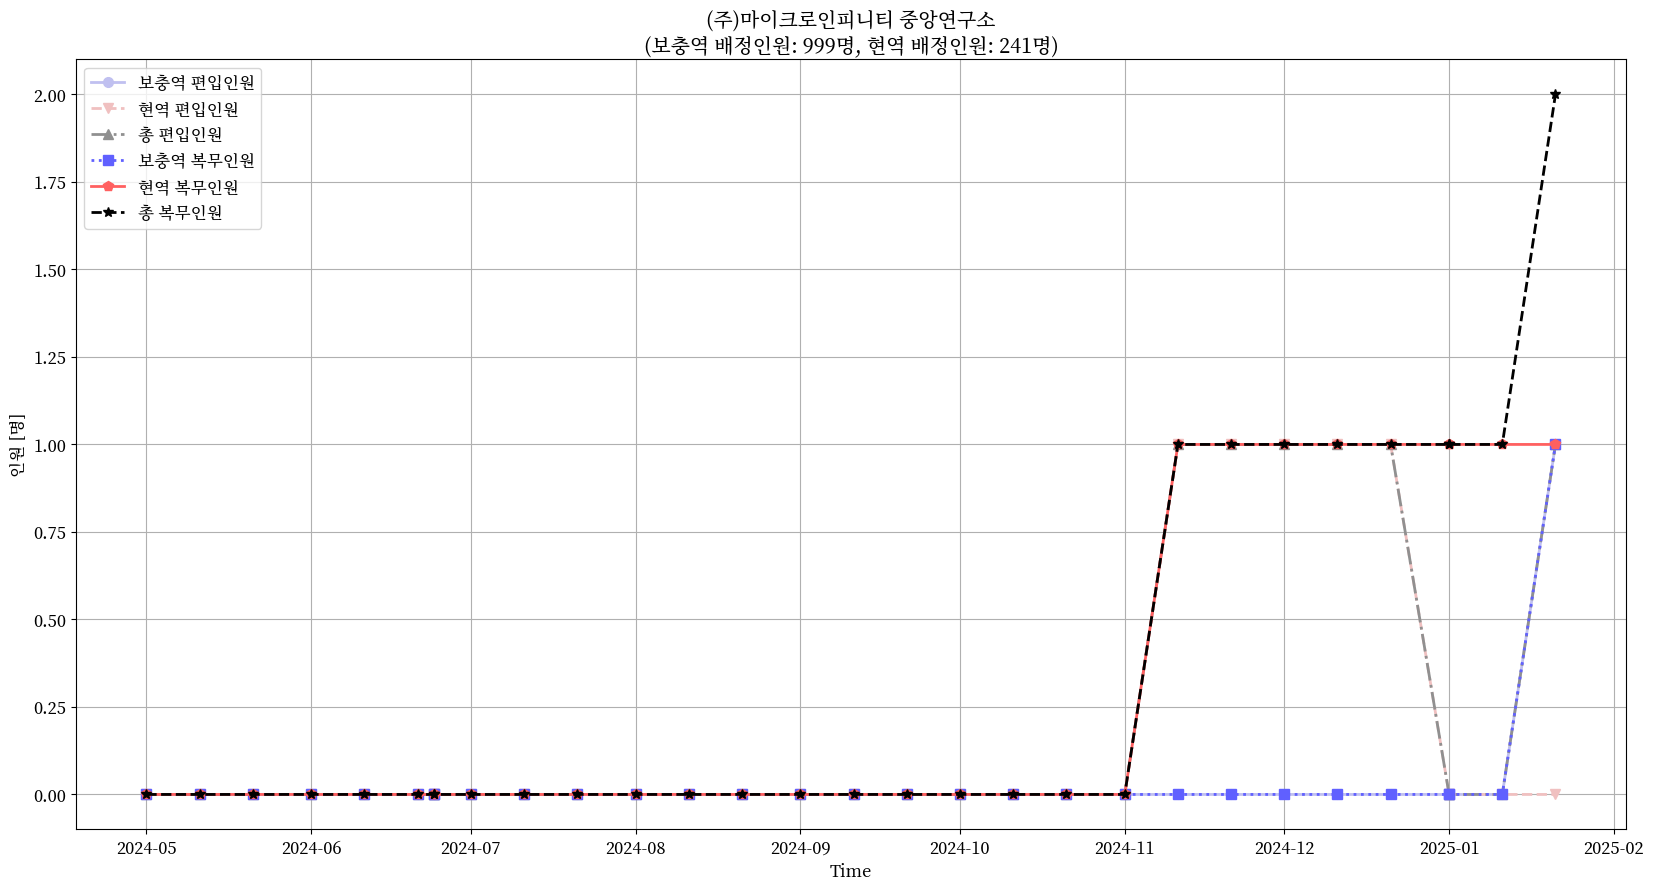 (주)마이크로인피니티 중앙연구소
(보충역 배정인원: 999명, 현역 배정인원: 241명)
보충역 편입인원
현역 편입인원
총 편입인원
보충역 복무인원
현역 복무인원
총 복무인원
2.00
1.75
1.50
1.25
1.00
0.75
0.50
0.25
0.00
인원 [명]
2024-05 2024-06 2024-07 2024-08 2024-09 2024-10 2024-11 2024-12 2025-01 2025-02
Time